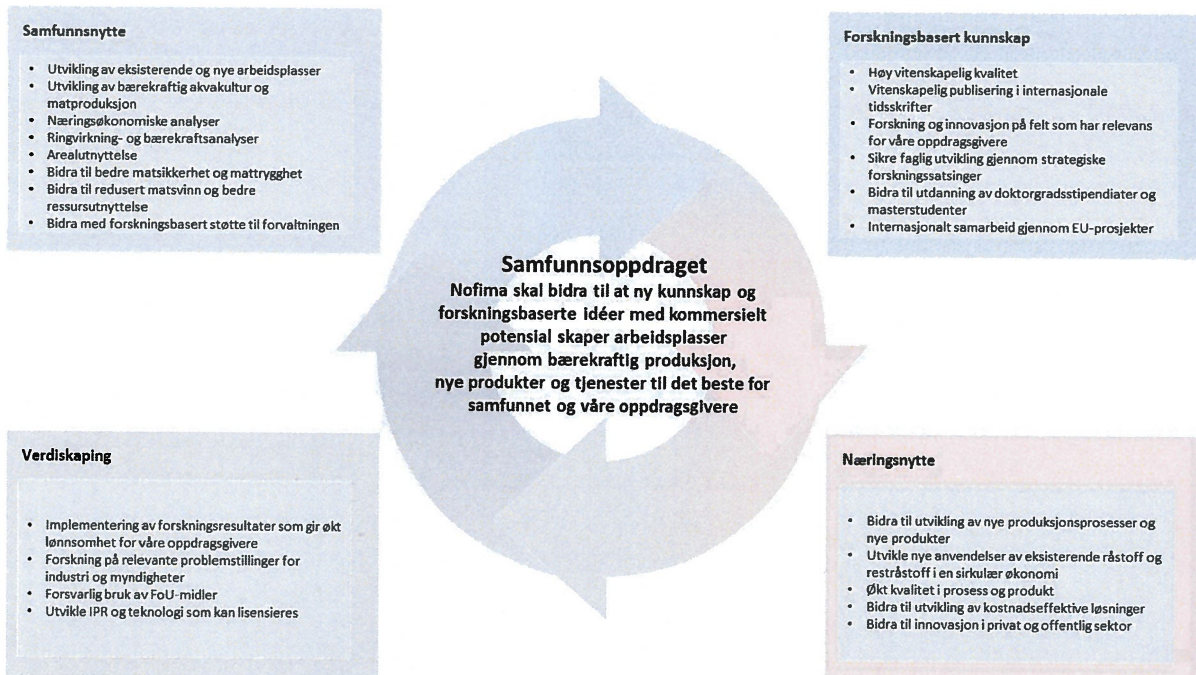 Samfunnsnytte
• Utvikling av eksisterende og nye arbeidsplasser
• Utvikling av bærekraftig akvakultur og
matproduksjon
• Næringsøkonomiske analyser
• Ringvirkning- og bærekraftsanalyser
• Arealutnyttelse
• Bidra til bedre matsikkerhet og mattrygghet
• Bidra til redusert matsvinn og bedre
ressursutnyttelse
• Bidra med forskningsbasert støtte til forvaltningen
Forskningsbasert kunnskap
• Høy vitenskapelig kvalitet
• Vitenskapelig publisering i internasjonale
tidsskrifter
• Forskning og innovasjon på felt som har relevans
for våre oppdragsgivere
• Sikre faglig utvikling gjennom strategiske
forskningssatsinger
• Bidra til utdanning av doktorgradsstipendiater og
masterstudenter
• Internasjonalt samarbeid gjennom EU-prosjekter
Samfunnsoppdraget
Nofima skal bidra til at ny kunnskap og
forskningsbaserte idéer med kommersielt
potensial skaper arbeidsplasser
gjennom bærekraftig produksjon,
nye produkter og tjenester til det beste for
samfunnet og våre oppdragsgivere
Verdiskaping
• Implementering av forskningsresultater som gir økt
lønnsomhet for våre oppdragsgivere
• Forskning på relevante problemstillinger for
industri og myndigheter
• Forsvarlig bruk av FoU-midler
• Utvikle IPR og teknologi som kan lisensieres
Næringsnytte
• Bidra til utvikling av nye produksjonsprosesser og
nye produkter
• Utvikle nye anvendelser av eksisterende råstoff og
restråstoff i en sirkulær økonomi
• Økt kvalitet i prosess og produkt
• Bidra til utvikling av kostnadseffektive løsninger
• Bidra til innovasjon i privat og offentlig sektor